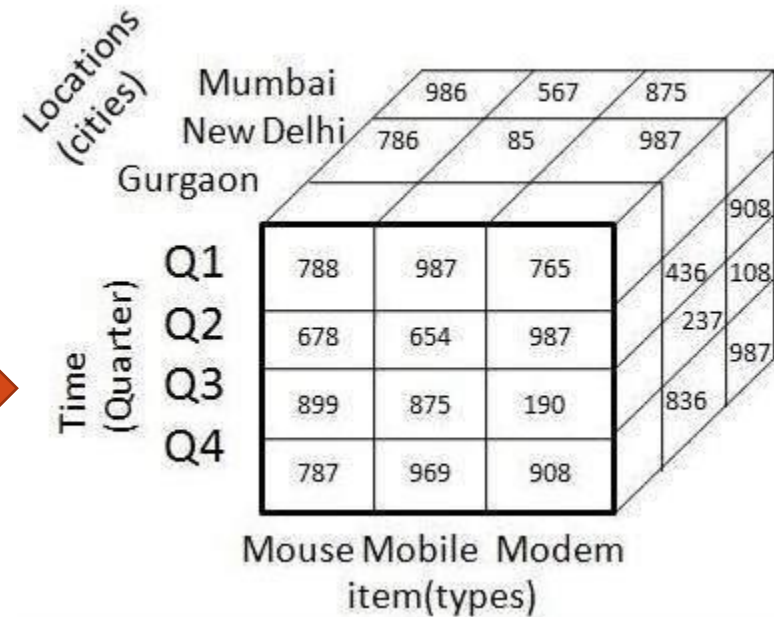 Locations
(cities)
Mumbai
New Delhi
Gurgaon
986 567 875
786 85 987
Time
(Quarter)
Q1
Q2
Q3
Q4
788 987 765
678 654 987
899 875 190
787 969 908
908
436 108
237
987
836
Mouse Mobile Modem
item(types)